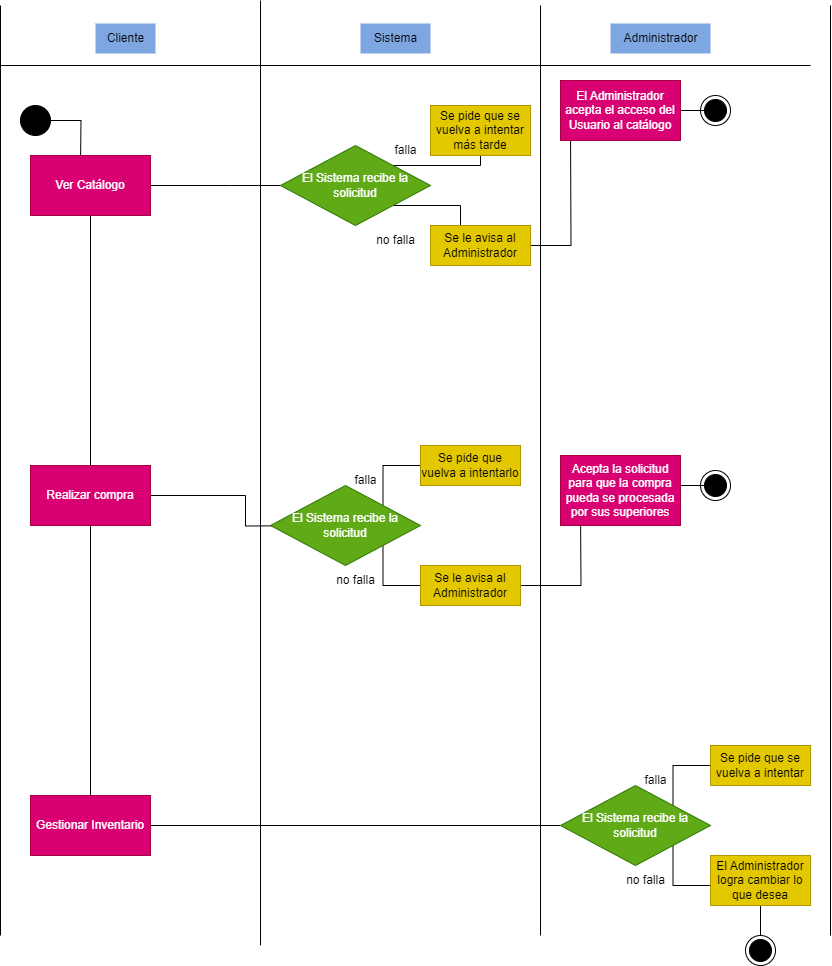 Cliente
Sistema
Administrador
El Administrador
acepta el acceso del
Usuario al catálogo
Se pide que se
vuelva a intentar
más tarde
falla
Ver Catálogo
El Sistema recibe la
solicitud
no falla
Se le avisa al
Administrador
Se pide que
vuelva a intentarlo
falla
Acepta la solicitud
para que la compra
pueda se procesada
por sus superiores
Realizar compra
El Sistema recibe la
solicitud
no falla
Se le avisa al
Administrador
Se pide que se
vuelva a intentar
falla
Gestionar Inventario
El Sistema recibe la
solicitud
no falla
El Administrador
logra cambiar lo
que desea